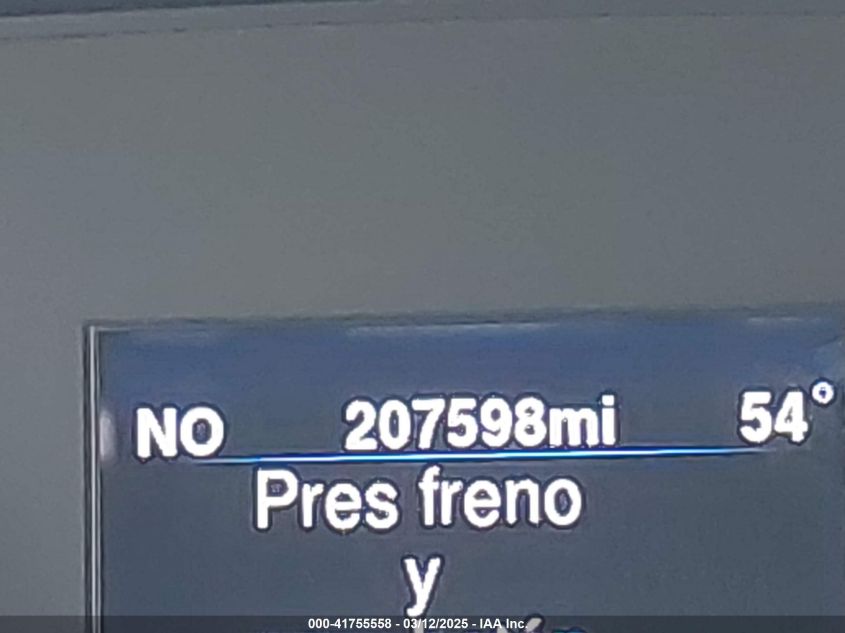 NO 207598mi 54°
Pres freno
y
000-41755558 - 03/12/2025 - IAA Inc.